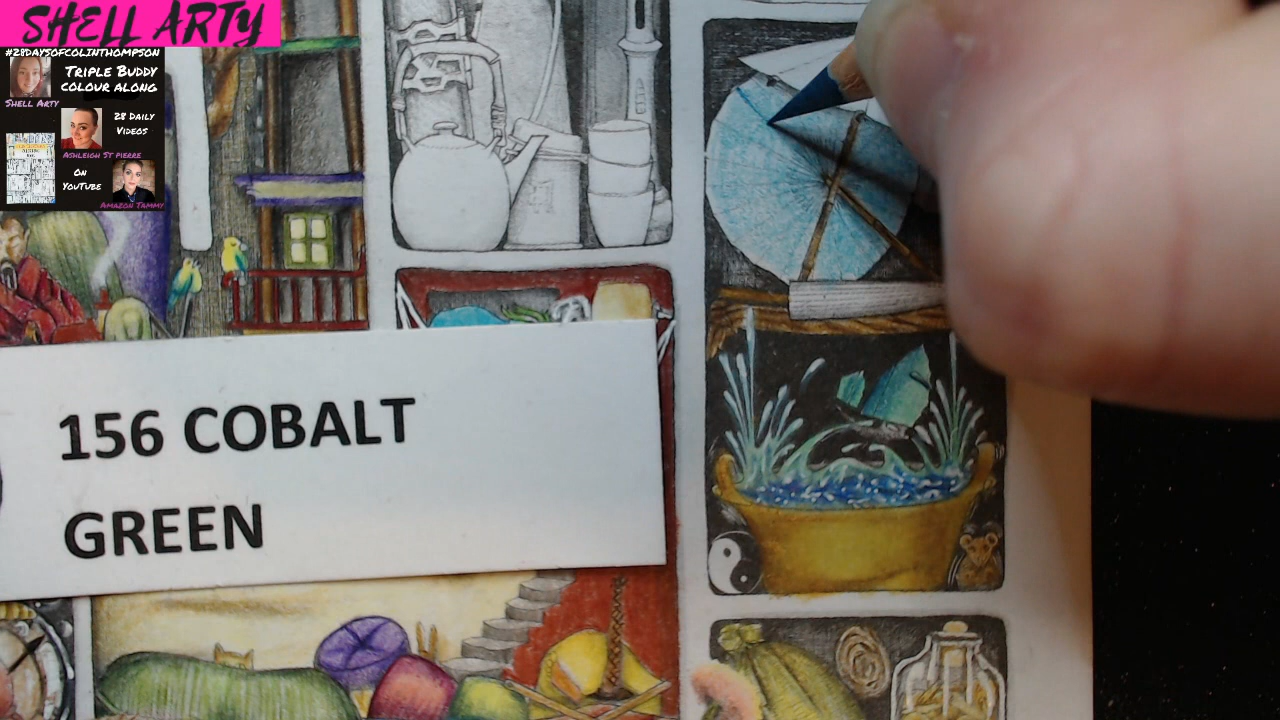 SHELL ARTY
#28DAYSOFCOLINTHOMPSON
TRIPLE BUDDY
COLOUR ALONG
SHELL ARTY
28 DAILY
VIDEOS
ASHLEIGH ST PIERRE
ON
YOUTUBE
AMAZON TAMMY
156 COBALT
GREEN